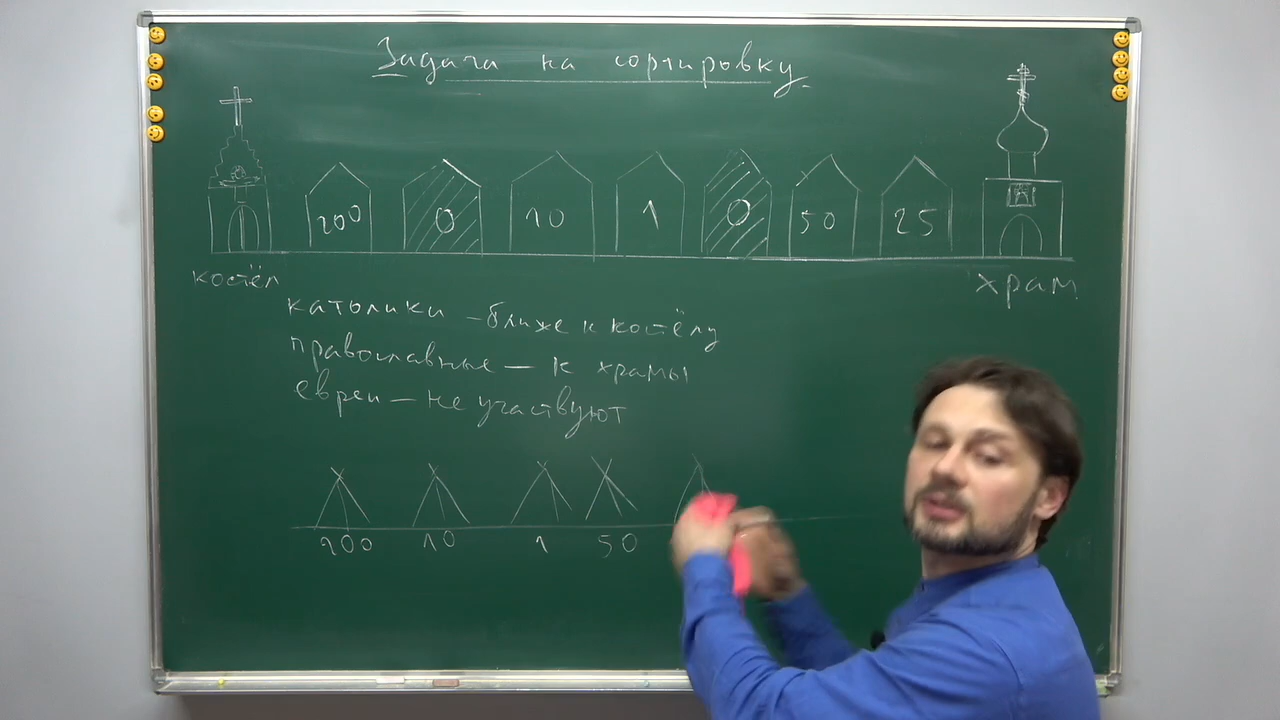 Задача на сортировку
200 0 10 1 0 50 25
костёл храм
католики – ближе к костёлу
православные – к храмы
евреи – не участвуют
200 10 1 50